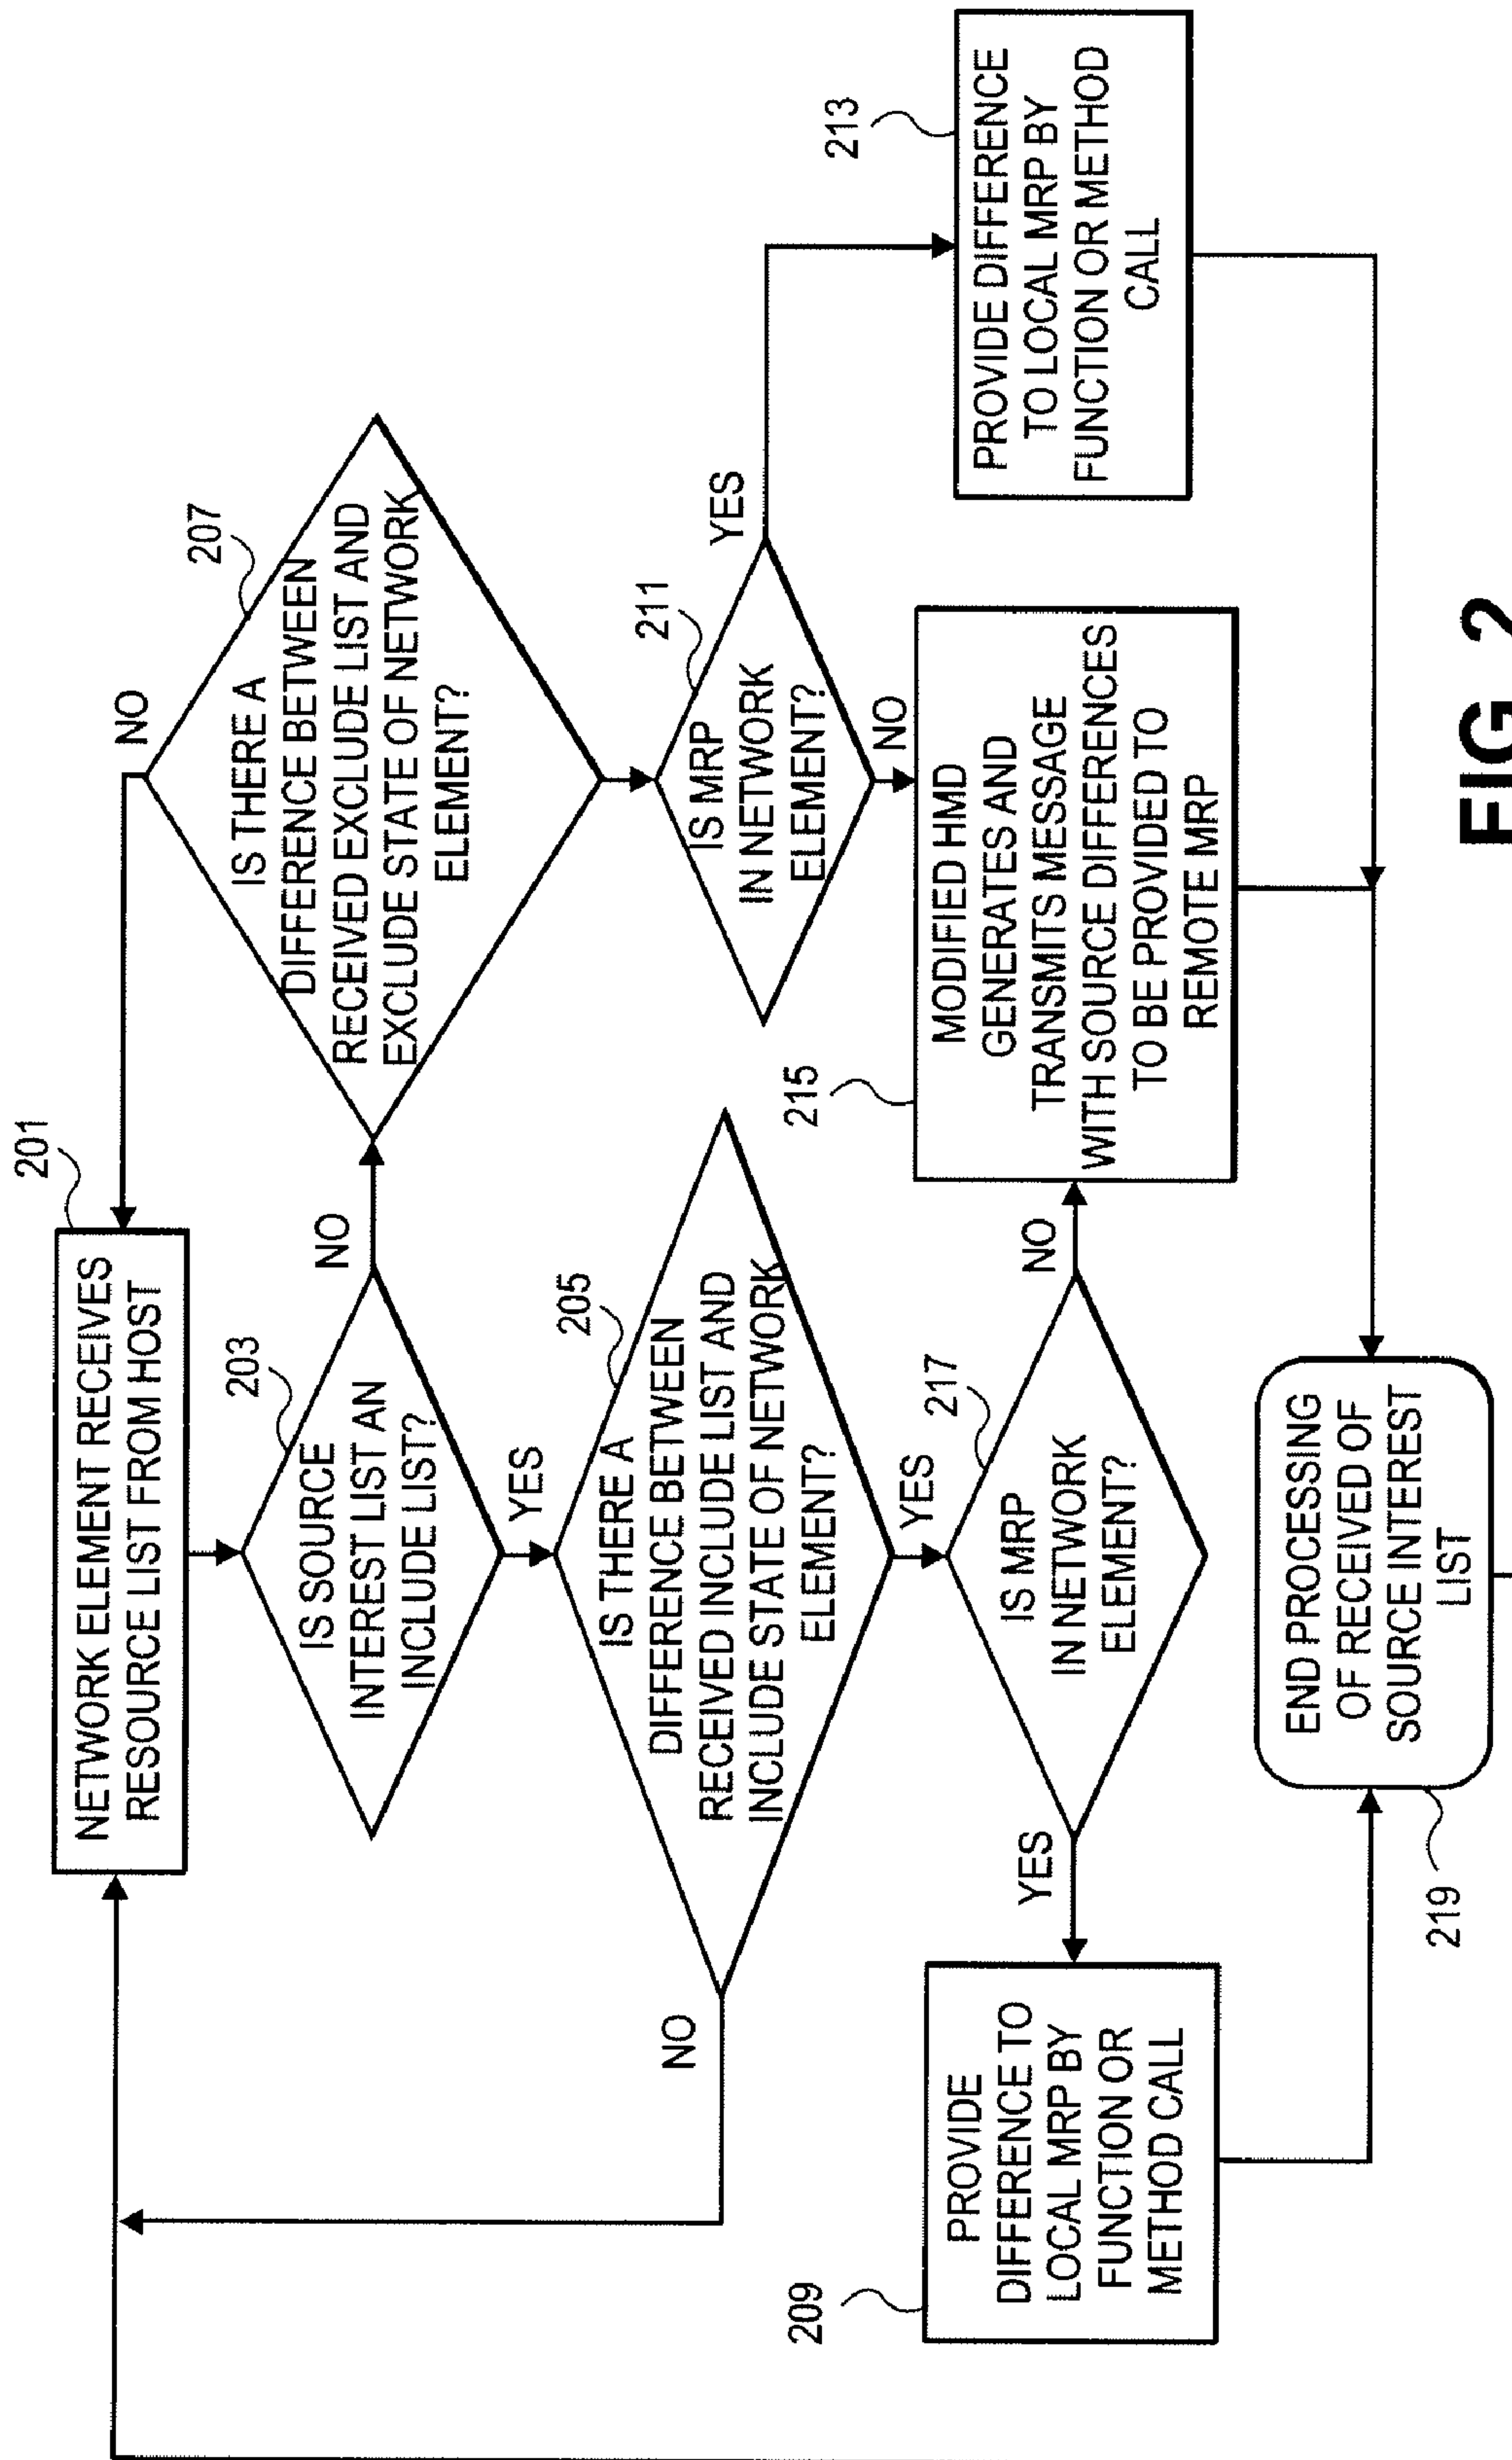 201
NETWORK ELEMENT RECEIVES
RESOURCE LIST FROM HOST
203
IS SOURCE
INTEREST LIST AN
INCLUDE LIST?
NO
YES
207
IS THERE A
DIFFERENCE BETWEEN
RECEIVED EXCLUDE LIST AND
EXCLUDE STATE OF NETWORK
ELEMENT?
NO
205
IS THERE A
DIFFERENCE BETWEEN
RECEIVED INCLUDE LIST AND
INCLUDE STATE OF NETWORK
ELEMENT?
NO
YES
211
IS MRP
IN NETWORK
ELEMENT?
YES
NO
213
PROVIDE DIFFERENCE
TO LOCAL MRP BY
FUNCTION OR METHOD
CALL
217
IS MRP
IN NETWORK
ELEMENT?
YES
NO
215
MODIFIED HMD
GENERATES AND
TRANSMITS MESSAGE
WITH SOURCE DIFFERENCES
TO BE PROVIDED TO
REMOTE MRP
209
PROVIDE
DIFFERENCE TO
LOCAL MRP BY
FUNCTION OR
METHOD CALL
219
END PROCESSING
OF RECEIVED OF
SOURCE INTEREST
LIST
FIG 2